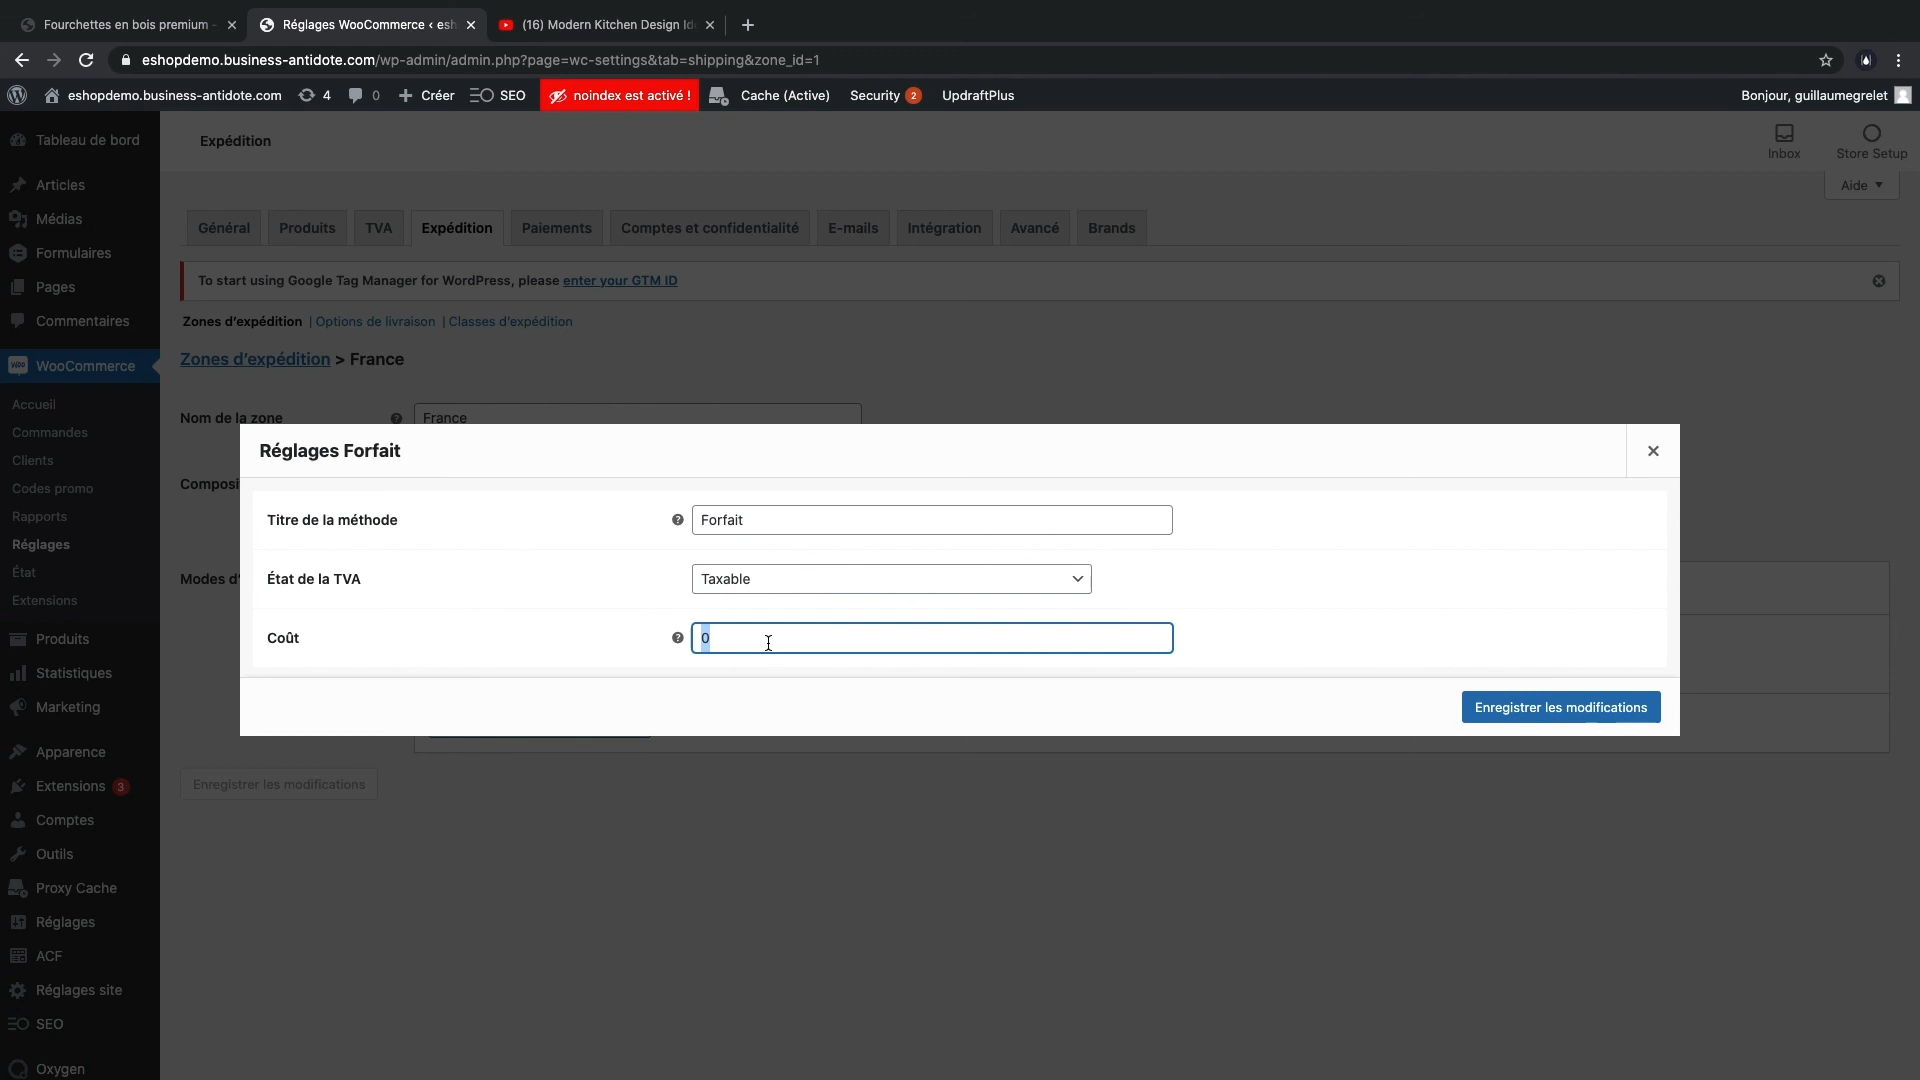 Fourchettes en bois premium -
Réglages WooCommerce ‹ esh
(16) Modern Kitchen Design Id
eshopdemo.business-antidote.com/wp-admin/admin.php?page=wc-settings&tab=shipping&zone_id=1
eshopdemo.business-antidote.com 4 0 Créer SEO noindex est activé ! Cache (Active) Security 2 UpdraftPlus Bonjour, guillaumegrelet
Tableau de bord
Articles
Médias
Formulaires
Pages
Commentaires
WooCommerce
Accueil
Commandes
Clients
Codes promo
Rapports
Réglages
État
Extensions
Produits
Statistiques
Marketing
Apparence
Extensions 3
Comptes
Outils
Proxy Cache
Réglages
ACF
Réglages site
SEO
Oxygen
Expédition
Inbox
Store Setup
Aide
Général Produits TVA Expédition Paiements Comptes et confidentialité E-mails Intégration Avancé Brands
To start using Google Tag Manager for WordPress, please enter your GTM ID
Zones d'expédition | Options de livraison | Classes d'expédition
Zones d'expédition > France
Nom de la zone France
Composi
Modes d'
Réglages Forfait
Titre de la méthode Forfait
État de la TVA Taxable
Coût 0
Enregistrer les modifications
Enregistrer les modifications